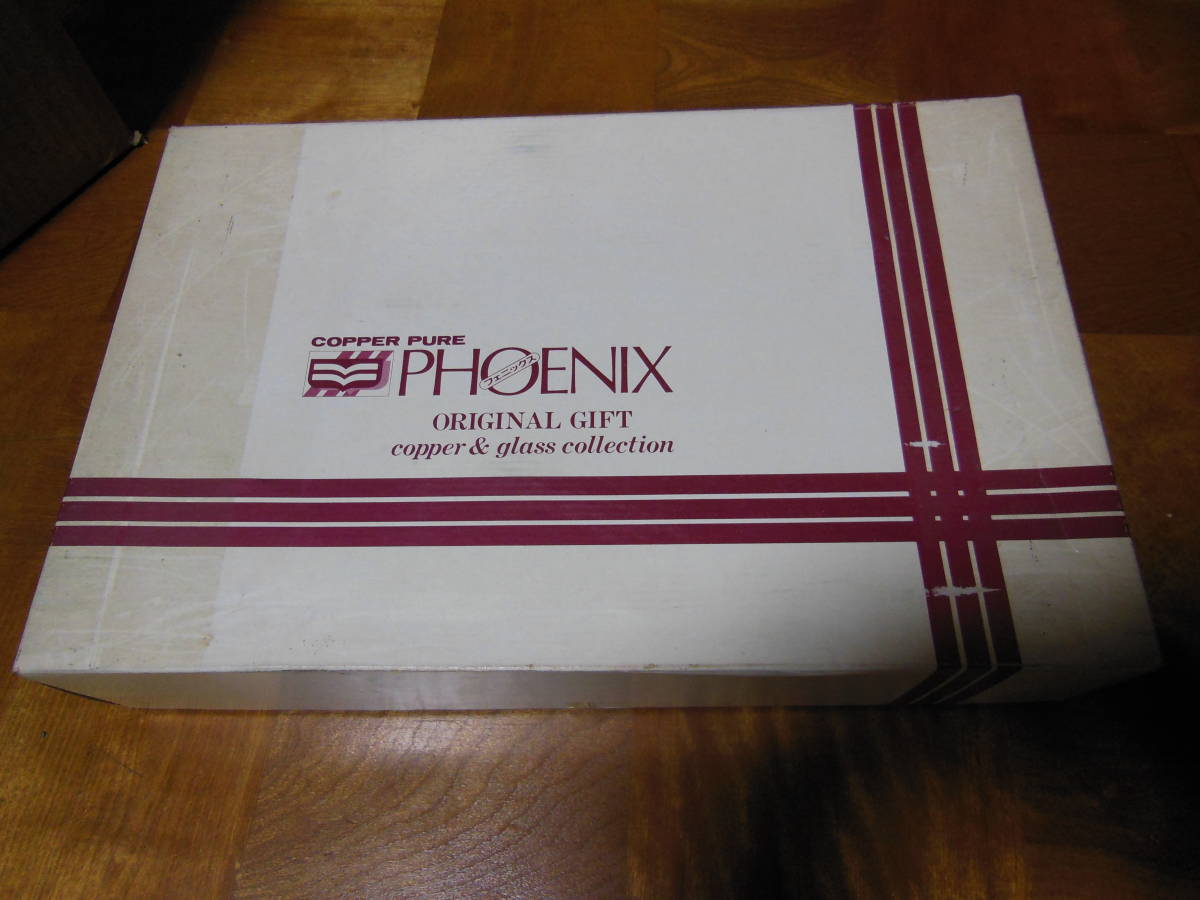 COPPER PURE
PHOENIX
フェニックス
ORIGINAL GIFT
copper & glass collection